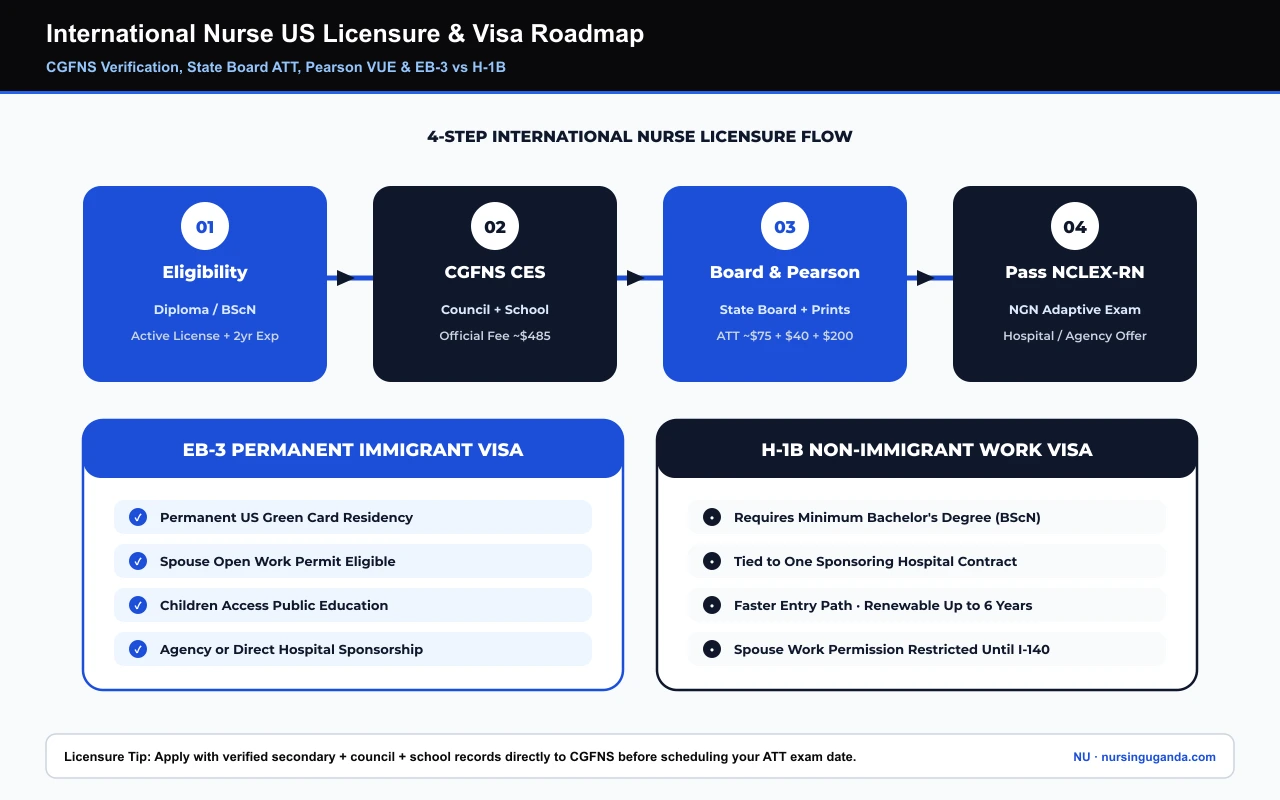 International Nurse US Licensure & Visa Roadmap
CGFNS Verification, State Board ATT, Pearson VUE & EB-3 vs H-1B
4-STEP INTERNATIONAL NURSE LICENSURE FLOW
01
Eligibility
Diploma / BScN
Active License + 2yr Exp
02
CGFNS CES
Council + School
Official Fee ~$485
03
Board & Pearson
State Board + Prints
ATT ~$75 + $40 + $200
04
Pass NCLEX-RN
NGN Adaptive Exam
Hospital / Agency Offer
EB-3 PERMANENT IMMIGRANT VISA
✓ Permanent US Green Card Residency
✓ Spouse Open Work Permit Eligible
✓ Children Access Public Education
✓ Agency or Direct Hospital Sponsorship
H-1B NON-IMMIGRANT WORK VISA
• Requires Minimum Bachelor's Degree (BScN)
• Tied to One Sponsoring Hospital Contract
• Faster Entry Path · Renewable Up to 6 Years
• Spouse Work Permission Restricted Until I-140
Licensure Tip: Apply with verified secondary + council + school records directly to CGFNS before scheduling your ATT exam date.
NU · nursinguganda.com